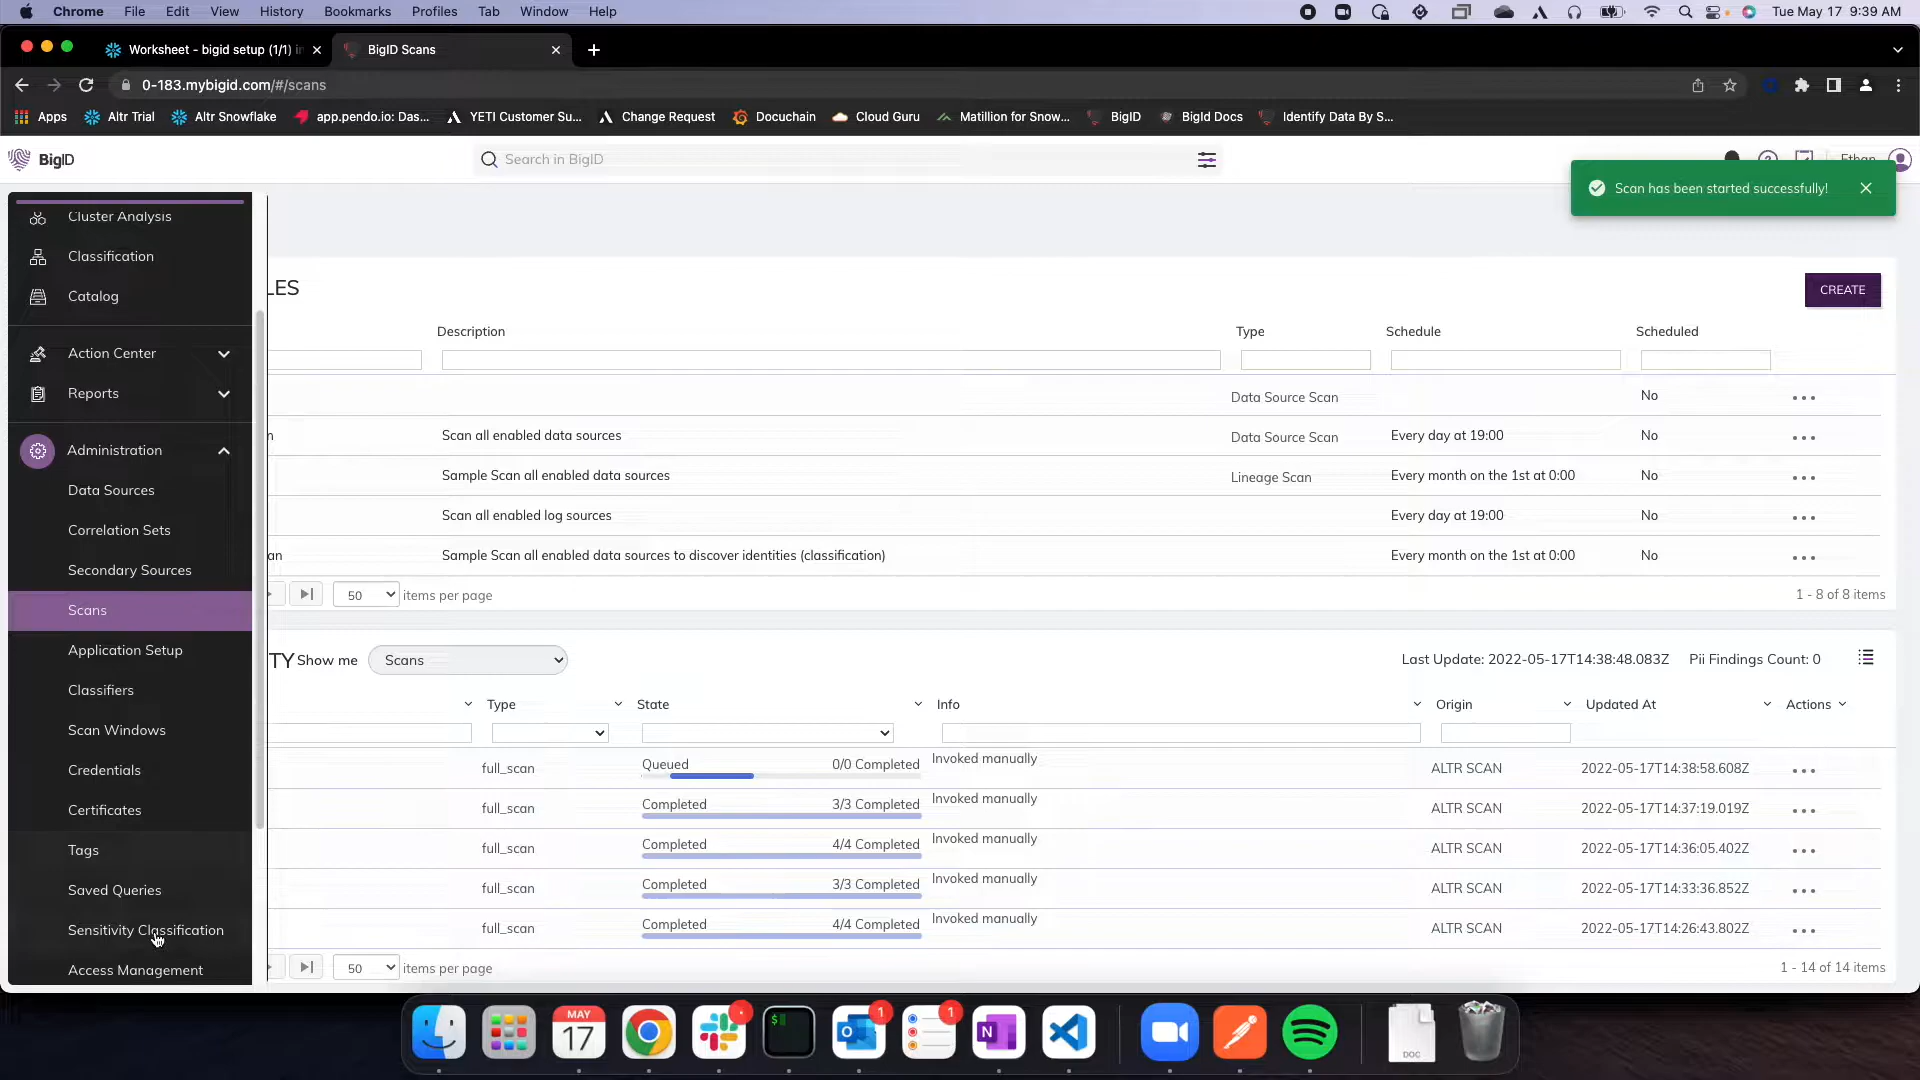 Chrome File Edit View History Bookmarks Profiles Tab Window Help Tue May 17 9:39 AM
Worksheet - bigid setup (1/1) in BigID Scans
0-183.mybigid.com/#/scans
Apps Altr Trial Altr Snowflake app.pendo.io: Das... YETI Customer Su... Change Request Docuchain Cloud Guru Matillion for Snow... BigID BigId Docs Identify Data By S...
BigID Search in BigID Ethan
Scan has been started successfully!
Cluster Analysis
Classification
Catalog
Action Center
Reports
Administration
Data Sources
Correlation Sets
Secondary Sources
Scans
Application Setup
Classifiers
Scan Windows
Credentials
Certificates
Tags
Saved Queries
Sensitivity Classification
Access Management
LES CREATE
Description Type Schedule Scheduled
Data Source Scan No
n Scan all enabled data sources Data Source Scan Every day at 19:00 No
Sample Scan all enabled data sources Lineage Scan Every month on the 1st at 0:00 No
Scan all enabled log sources Every day at 19:00 No
an Sample Scan all enabled data sources to discover identities (classification) Every month on the 1st at 0:00 No
50 items per page 1 - 8 of 8 items
TY Show me Scans Last Update: 2022-05-17T14:38:48.083Z Pii Findings Count: 0
Type State Info Origin Updated At Actions
full_scan Queued 0/0 Completed Invoked manually ALTR SCAN 2022-05-17T14:38:58.608Z
full_scan Completed 3/3 Completed Invoked manually ALTR SCAN 2022-05-17T14:37:19.019Z
full_scan Completed 4/4 Completed Invoked manually ALTR SCAN 2022-05-17T14:36:05.402Z
full_scan Completed 3/3 Completed Invoked manually ALTR SCAN 2022-05-17T14:33:36.852Z
full_scan Completed 4/4 Completed Invoked manually ALTR SCAN 2022-05-17T14:26:43.802Z
50 items per page 1 - 14 of 14 items
MAY
17
$
1
1
N
DOC